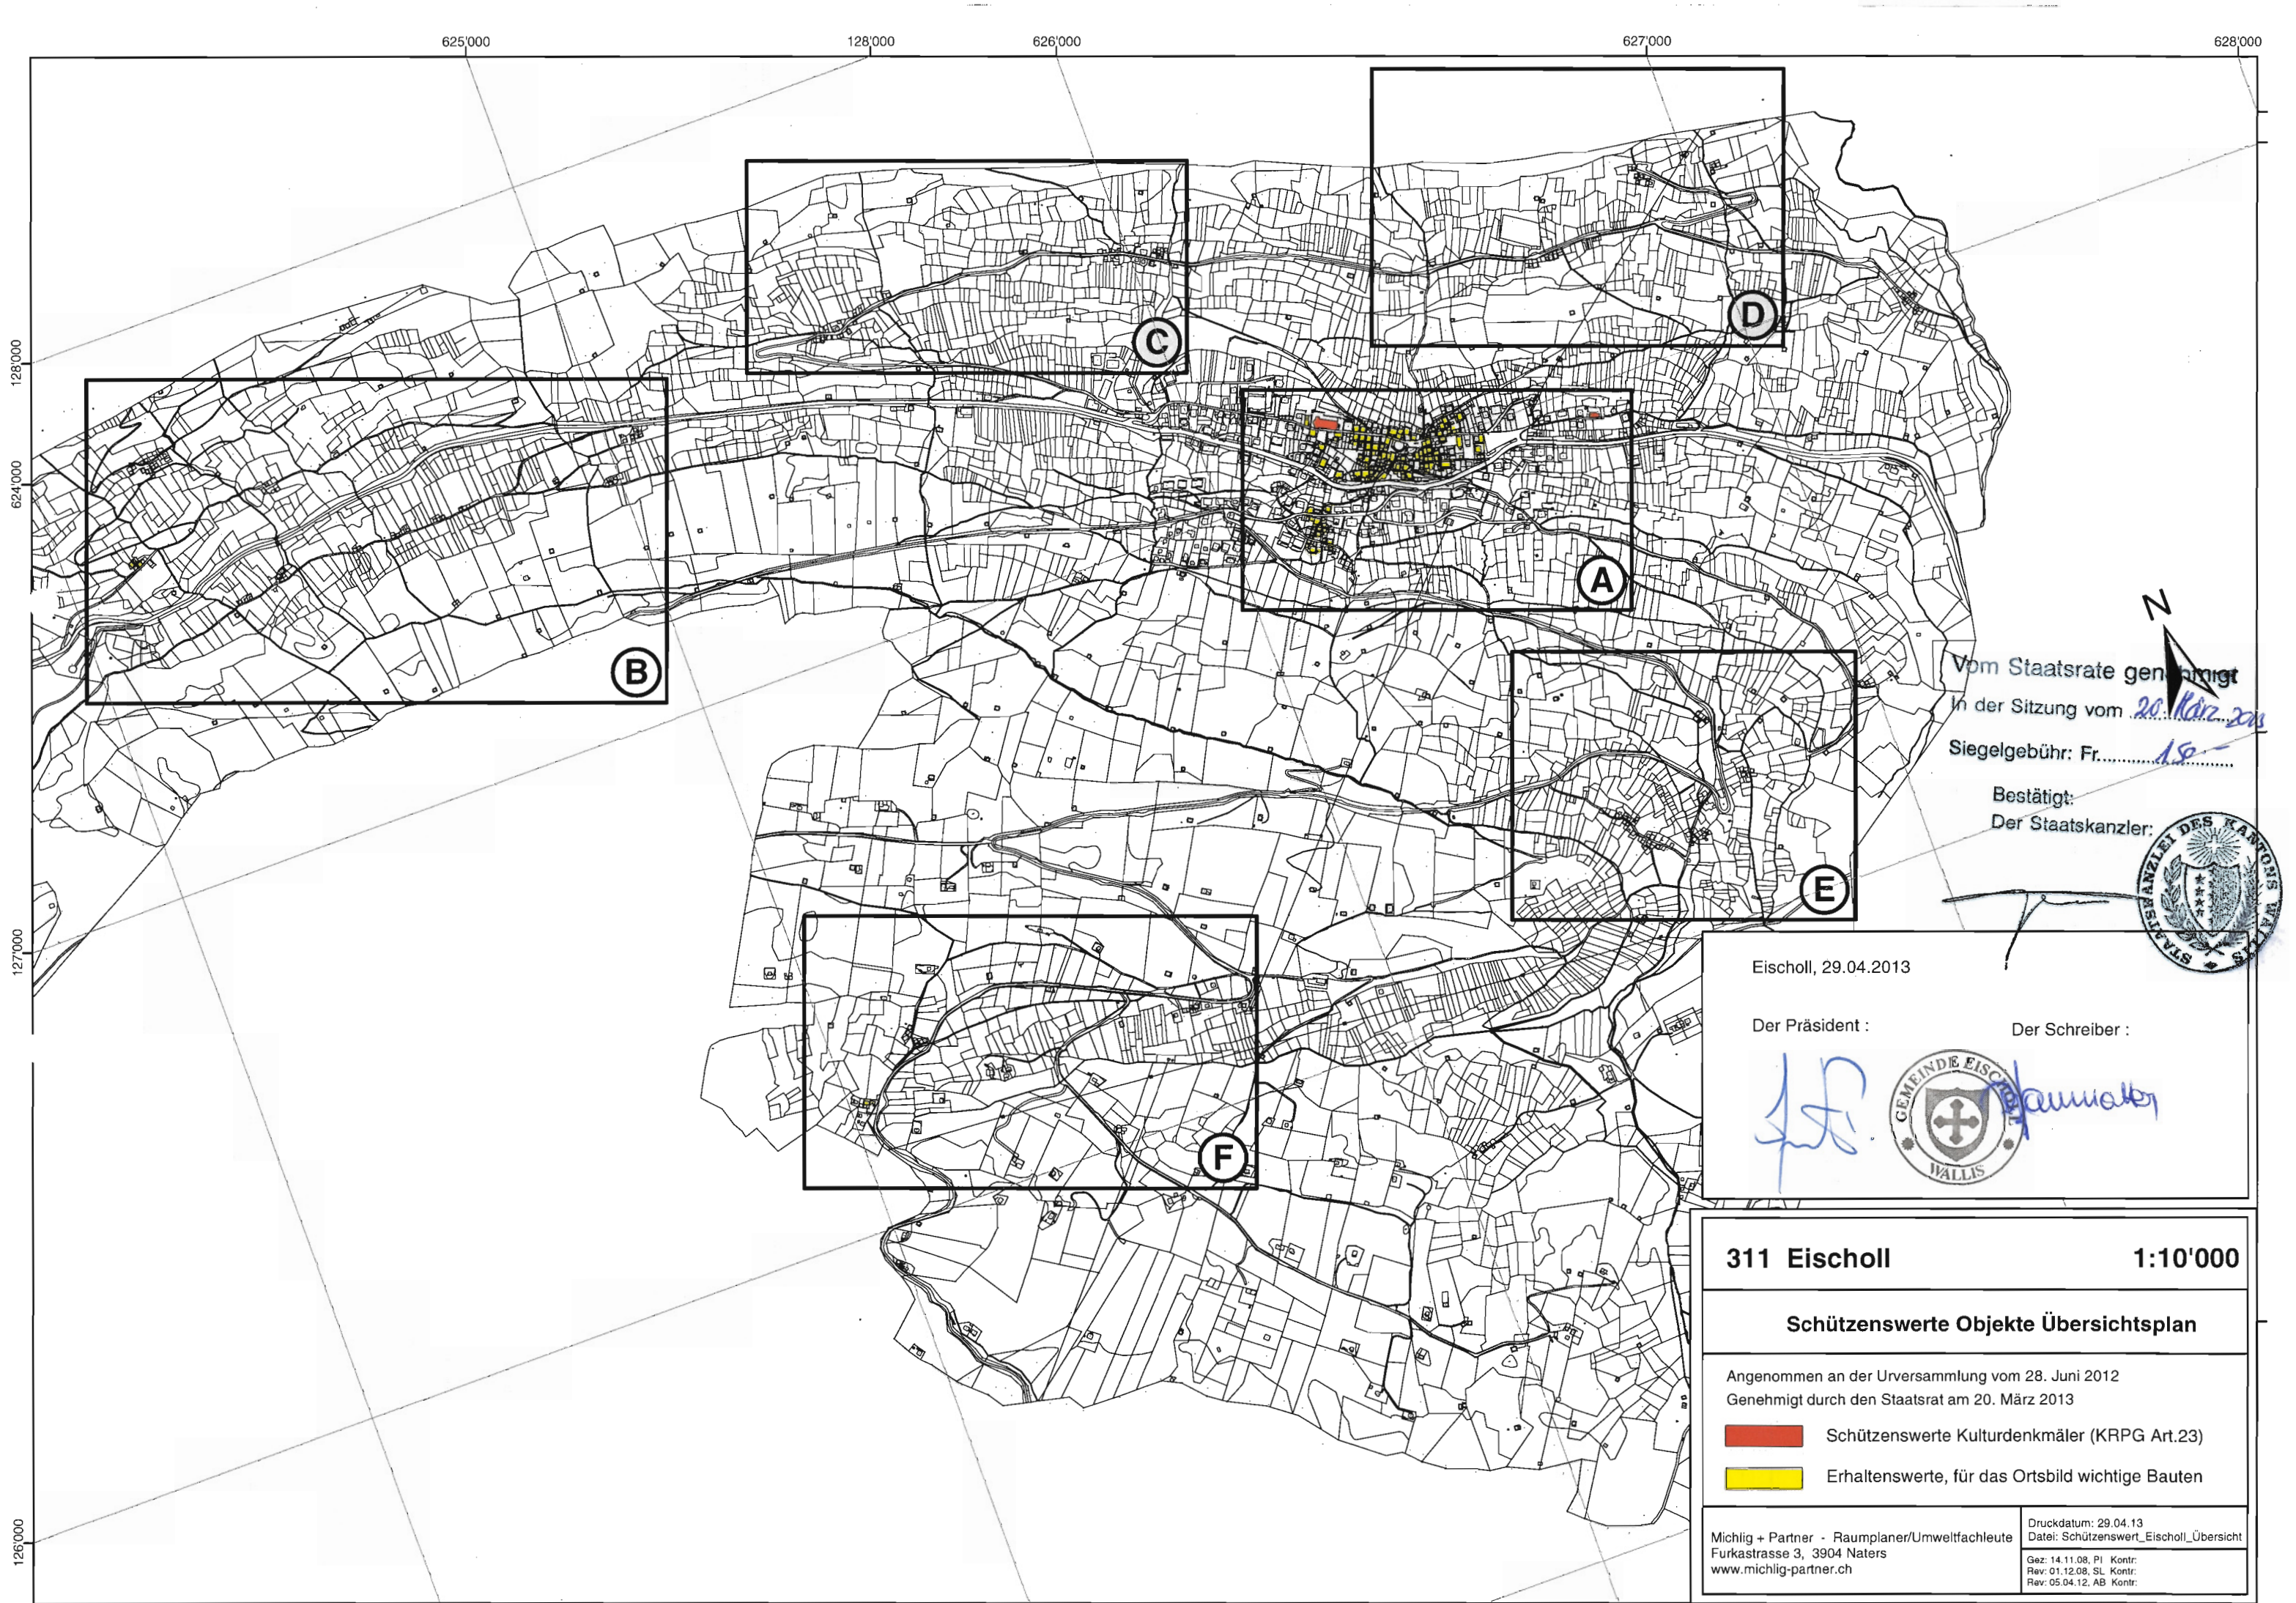 625'000
128'000
626'000
627'000
628'000
128'000
624'000
127'000
126'000
C
D
B
A
E
F
N
Vom Staatsrate genehmigt
In der Sitzung vom 20. März 2013
Siegelgebühr: Fr. 150.–
Bestätigt:
Der Staatskanzler:
STAATSKANZLEI DES KANTONS WALLIS
Eischoll, 29.04.2013
Der Präsident :
Der Schreiber :
GEMEINDE EISCH
WALLIS
311 Eischoll
1:10'000
Schützenswerte Objekte Übersichtsplan
Angenommen an der Urversammlung vom 28. Juni 2012
Genehmigt durch den Staatsrat am 20. März 2013
Schützenswerte Kulturdenkmäler (KRPG Art.23)
Erhaltenswerte, für das Ortsbild wichtige Bauten
Michlig + Partner - Raumplaner/Umweltfachleute
Furkastrasse 3, 3904 Naters
www.michlig-partner.ch
Druckdatum: 29.04.13
Datei: Schützenswert_Eischoll_Übersicht
Gez: 14.11.08, PI Kontr:
Rev: 01.12.08, SL Kontr:
Rev: 05.04.12, AB Kontr: